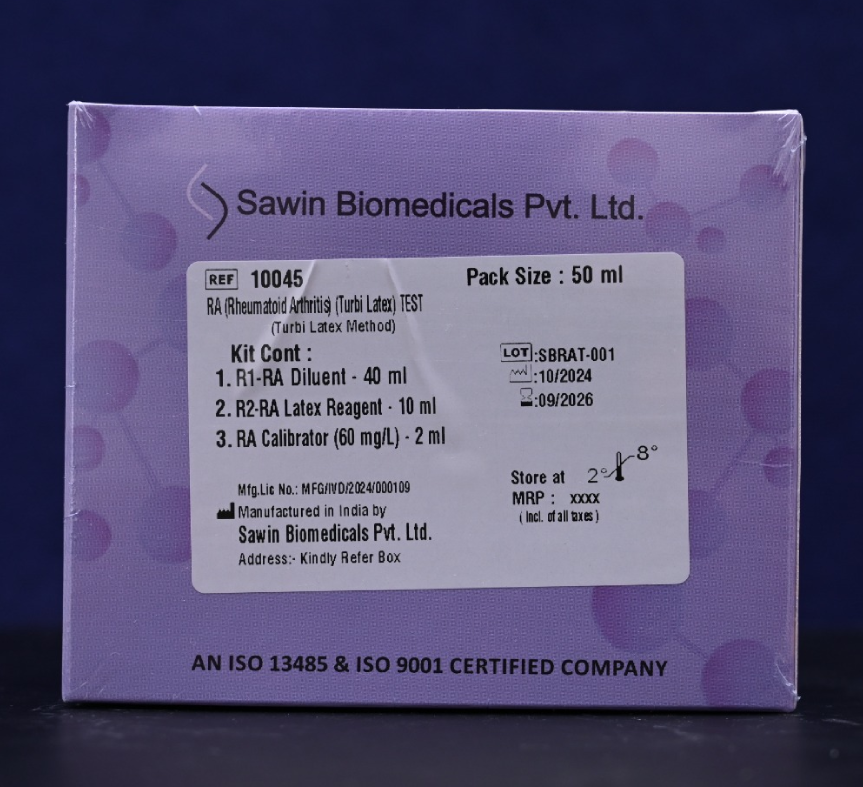 Sawin Biomedicals Pvt. Ltd.
REF 10045
Pack Size : 50 ml
RA (Rheumatoid Arthritis) (Turbi Latex) TEST
(Turbi Latex Method)
Kit Cont :
1. R1-RA Diluent - 40 ml
2. R2-RA Latex Reagent - 10 ml
3. RA Calibrator (60 mg/L) - 2 ml
LOT :SBRAT-001
:10/2024
:09/2026
Mfg.Lic No.: MFG/IVD/2024/000109
Manufactured in India by
Sawin Biomedicals Pvt. Ltd.
Address:- Kindly Refer Box
Store at 2° 8°
MRP : xxxx
( Incl. of all taxes )
AN ISO 13485 & ISO 9001 CERTIFIED COMPANY